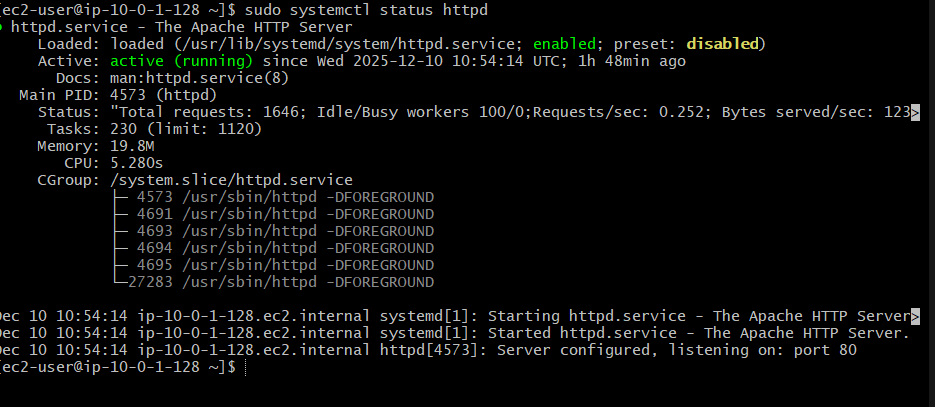 [ec2-user@ip-10-0-1-128 ~]$ sudo systemctl status httpd
● httpd.service - The Apache HTTP Server
Loaded: loaded (/usr/lib/systemd/system/httpd.service; enabled; preset: disabled)
Active: active (running) since Wed 2025-12-10 10:54:14 UTC; 1h 48min ago
Docs: man:httpd.service(8)
Main PID: 4573 (httpd)
Status: "Total requests: 1646; Idle/Busy workers 100/0;Requests/sec: 0.252; Bytes served/sec: 123>
Tasks: 230 (limit: 1120)
Memory: 19.8M
CPU: 5.280s
CGroup: /system.slice/httpd.service
├─ 4573 /usr/sbin/httpd -DFOREGROUND
├─ 4691 /usr/sbin/httpd -DFOREGROUND
├─ 4693 /usr/sbin/httpd -DFOREGROUND
├─ 4694 /usr/sbin/httpd -DFOREGROUND
├─ 4695 /usr/sbin/httpd -DFOREGROUND
└─27283 /usr/sbin/httpd -DFOREGROUND
Dec 10 10:54:14 ip-10-0-1-128.ec2.internal systemd[1]: Starting httpd.service - The Apache HTTP Server>
Dec 10 10:54:14 ip-10-0-1-128.ec2.internal systemd[1]: Started httpd.service - The Apache HTTP Server.
Dec 10 10:54:14 ip-10-0-1-128.ec2.internal httpd[4573]: Server configured, listening on: port 80
[ec2-user@ip-10-0-1-128 ~]$